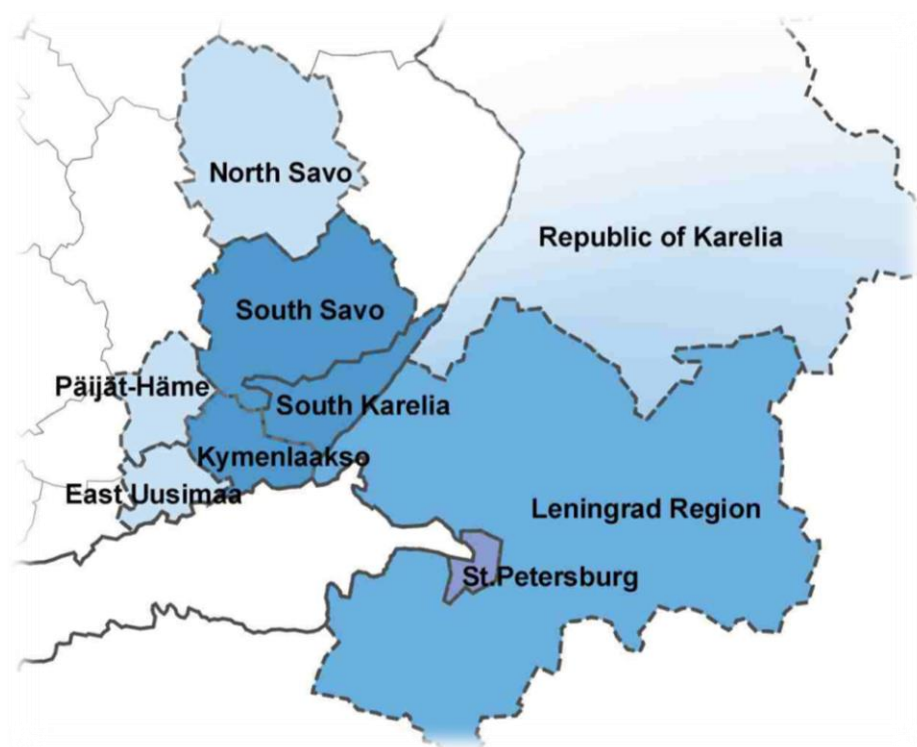 North Savo
Republic of Karelia
South Savo
Päijät-Häme
South Karelia
Kymenlaakso
East Uusimaa
Leningrad Region
St.Petersburg